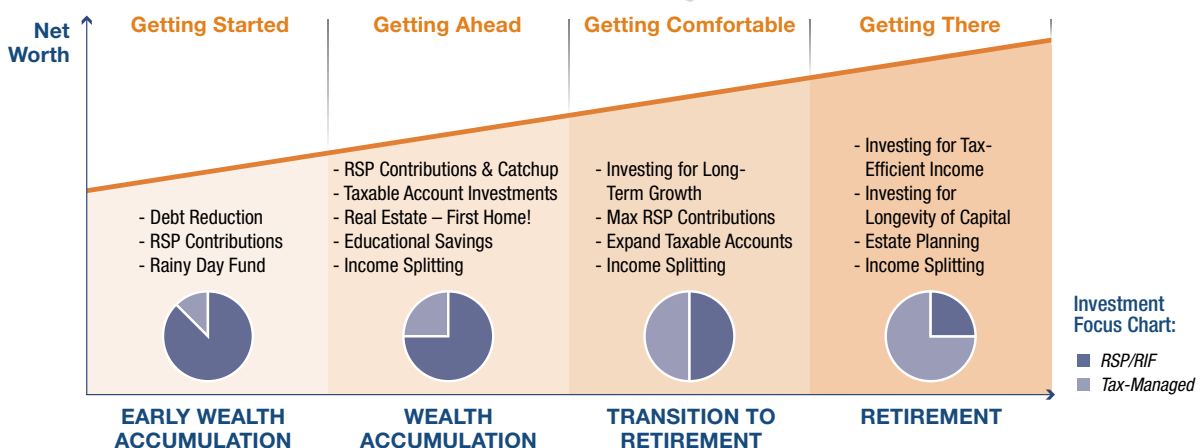 Net
Worth
Getting Started
Getting Ahead
Getting Comfortable
Getting There
- Debt Reduction
- RSP Contributions
- Rainy Day Fund
- RSP Contributions & Catchup
- Taxable Account Investments
- Real Estate – First Home!
- Educational Savings
- Income Splitting
- Investing for Long-
Term Growth
- Max RSP Contributions
- Expand Taxable Accounts
- Income Splitting
- Investing for Tax-
Efficient Income
- Investing for
Longevity of Capital
- Estate Planning
- Income Splitting
Investment
Focus Chart:
RSP/RIF
Tax-Managed
EARLY WEALTH
ACCUMULATION
WEALTH
ACCUMULATION
TRANSITION TO
RETIREMENT
RETIREMENT